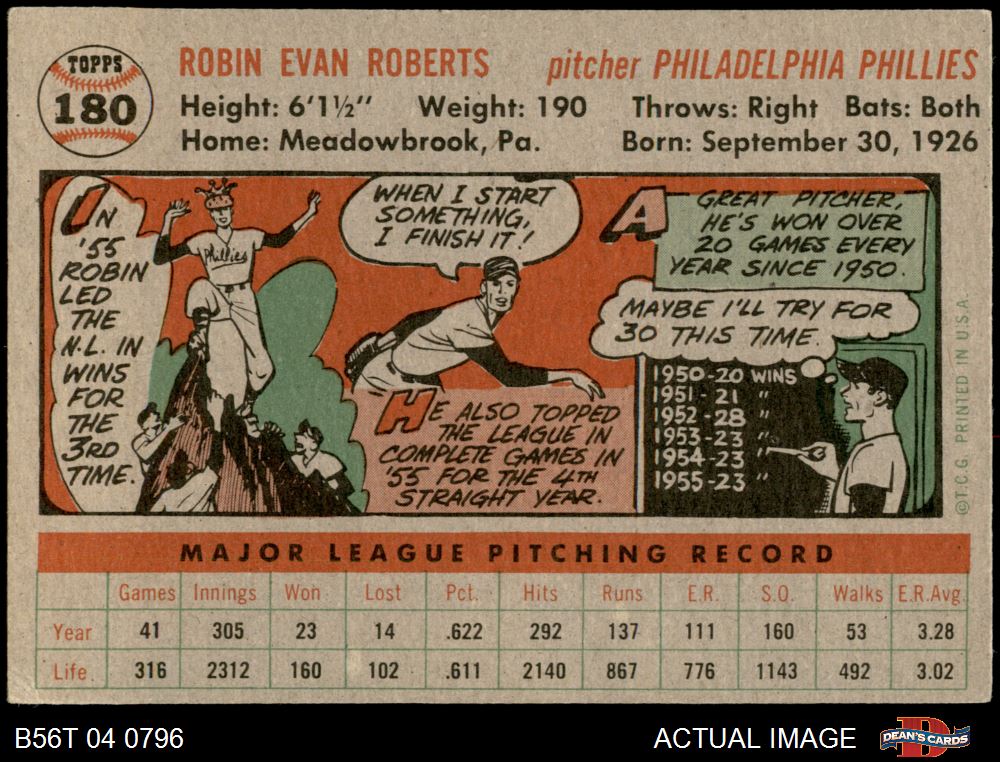 TOPPS
180
ROBIN EVAN ROBERTS pitcher PHILADELPHIA PHILLIES
Height: 6'1½" Weight: 190 Throws: Right Bats: Both
Home: Meadowbrook, Pa. Born: September 30, 1926
IN
'55
ROBIN
LED
THE
N.L. IN
WINS
FOR
THE
3RD
TIME.
Phillies
WHEN I START
SOMETHING,
I FINISH IT!
HE ALSO TOPPED
THE LEAGUE IN
COMPLETE GAMES IN
'55 FOR THE 4TH
STRAIGHT YEAR.
A GREAT PITCHER,
HE'S WON OVER
20 GAMES EVERY
YEAR SINCE 1950.
MAYBE I'LL TRY FOR
30 THIS TIME.
1950-20 WINS
1951-21 "
1952-28 "
1953-23 "
1954-23 "
1955-23 "
©T.C.G. PRINTED IN U.S.A.
MAJOR LEAGUE PITCHING RECORD
Games Innings Won Lost Pct. Hits Runs E.R. S.O. Walks E.R.Avg.
Year 41 305 23 14 .622 292 137 111 160 53 3.28
Life 316 2312 160 102 .611 2140 867 776 1143 492 3.02
B56T 04 0796 ACTUAL IMAGE
D
DEAN'S CARDS